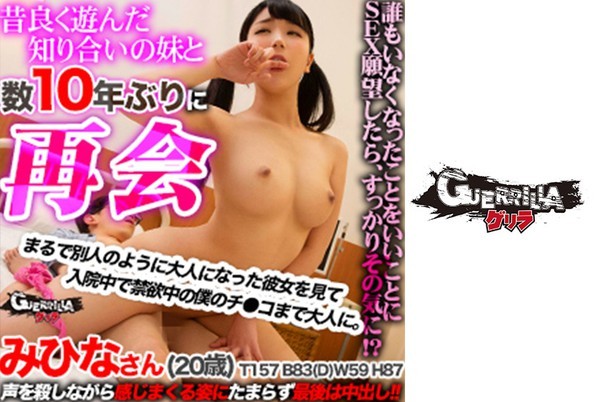 昔良く遊んだ
知り合いの妹と
数10年ぶりに
再会
誰もいなくなったことをいいことに
SEX願望したら、すっかりその気に!?
まるで別人のように大人になった彼女を見て
入院中で禁欲中の僕のチ●コまで大人に。
GUERRILLA
ゲリラ
みひなさん(20歳) T157 B83(D)W59 H87
声を殺しながら感じまくる姿にたまらず最後は中出し!!
GUERRILLA
ゲリラ